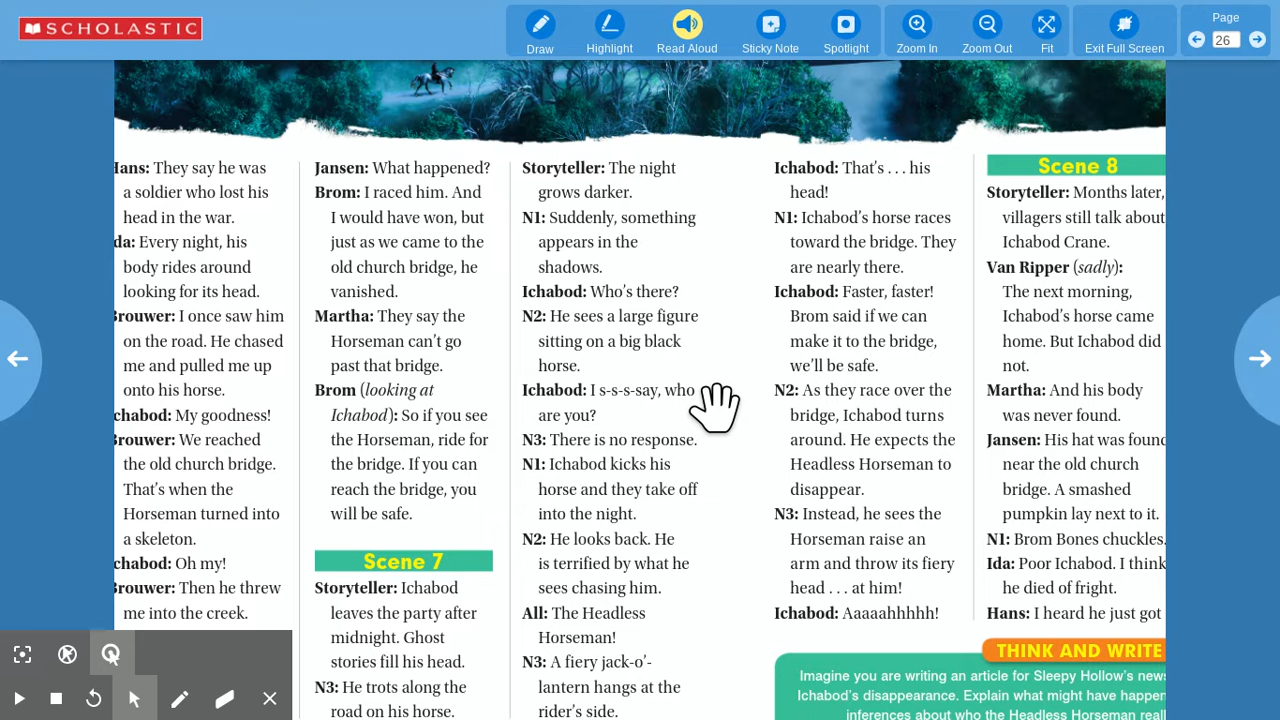 SCHOLASTIC
Draw
Highlight
Read Aloud
Sticky Note
Spotlight
Zoom In
Zoom Out
Fit
Exit Full Screen
Page
26
Hans: They say he was
a soldier who lost his
head in the war.
da: Every night, his
body rides around
looking for its head.
Brouwer: I once saw him
on the road. He chased
me and pulled me up
onto his horse.
chabod: My goodness!
Brouwer: We reached
the old church bridge.
That's when the
Horseman turned into
a skeleton.
chabod: Oh my!
Brouwer: Then he threw
me into the creek.
Jansen: What happened?
Brom: I raced him. And
I would have won, but
just as we came to the
old church bridge, he
vanished.
Martha: They say the
Horseman can't go
past that bridge.
Brom (looking at
Ichabod): So if you see
the Horseman, ride for
the bridge. If you can
reach the bridge, you
will be safe.
Scene 7
Storyteller: Ichabod
leaves the party after
midnight. Ghost
stories fill his head.
N3: He trots along the
road on his horse.
Storyteller: The night
grows darker.
N1: Suddenly, something
appears in the
shadows.
Ichabod: Who's there?
N2: He sees a large figure
sitting on a big black
horse.
Ichabod: I s-s-s-say, who
are you?
N3: There is no response.
N1: Ichabod kicks his
horse and they take off
into the night.
N2: He looks back. He
is terrified by what he
sees chasing him.
All: The Headless
Horseman!
N3: A fiery jack-o'-
lantern hangs at the
rider's side.
Ichabod: That's . . . his
head!
N1: Ichabod's horse races
toward the bridge. They
are nearly there.
Ichabod: Faster, faster!
Brom said if we can
make it to the bridge,
we'll be safe.
N2: As they race over the
bridge, Ichabod turns
around. He expects the
Headless Horseman to
disappear.
N3: Instead, he sees the
Horseman raise an
arm and throw its fiery
head . . . at him!
Ichabod: Aaaaahhhhh!
Scene 8
Storyteller: Months later,
villagers still talk about
Ichabod Crane.
Van Ripper (sadly):
The next morning,
Ichabod's horse came
home. But Ichabod did
not.
Martha: And his body
was never found.
Jansen: His hat was found
near the old church
bridge. A smashed
pumpkin lay next to it.
N1: Brom Bones chuckles.
Ida: Poor Ichabod. I think
he died of fright.
Hans: I heard he just got
THINK AND WRITE
Imagine you are writing an article for Sleepy Hollow's news
Ichabod's disappearance. Explain what might have happen
inferences about who the Headless Horseman reall